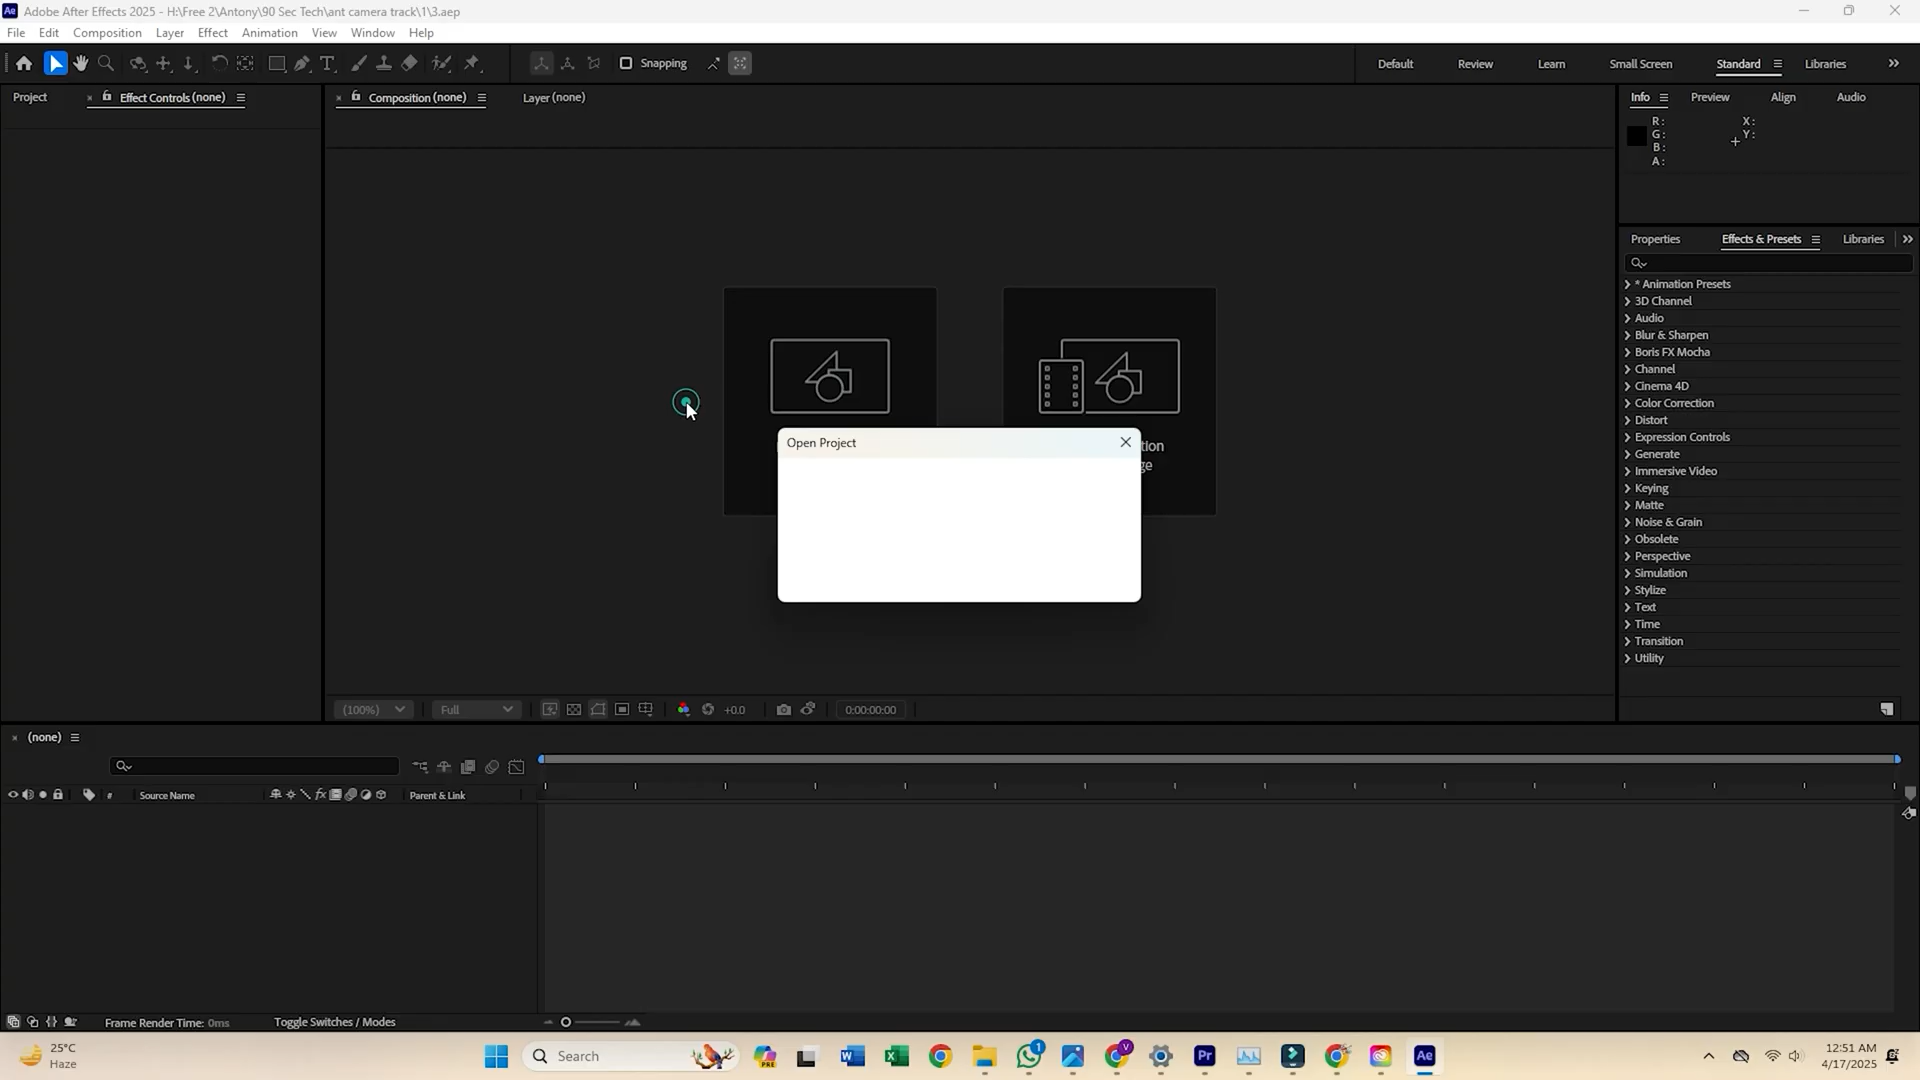 Adobe After Effects 2025 - H:\Free 2\Antony\90 Sec Tech\ant camera track\1\3.aep
File Edit Composition Layer Effect Animation View Window Help
Snapping
Default Review Learn Small Screen Standard Libraries
Project Effect Controls (none)
Composition (none) Layer (none)
Info Preview Align Audio
R: X:
G: Y:
B:
A:
Properties Effects & Presets Libraries
* Animation Presets
3D Channel
Audio
Blur & Sharpen
Boris FX Mocha
Channel
Cinema 4D
Color Correction
Distort
Expression Controls
Generate
Immersive Video
Keying
Matte
Noise & Grain
Obsolete
Perspective
Simulation
Stylize
Text
Time
Transition
Utility
Open Project
tion
ge
(100%) Full +0.0 0:00:00:00
(none)
# Source Name fx Parent & Link
Frame Render Time: 0ms Toggle Switches / Modes
25°C
Haze
Search
PRE
W
X
1
V
Pr
Ae
12:51 AM
4/17/2025